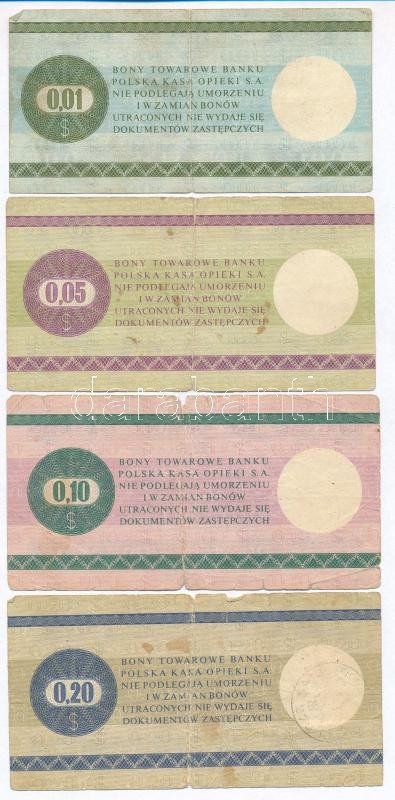 BONY TOWAROWE BANKU
POLSKA KASA OPIEKI S.A.
NIE PODLEGAJĄ UMORZENIU
I W ZAMIAN BONÓW
UTRACONYCH NIE WYDAJE SIĘ
DOKUMENTÓW ZASTĘPCZYCH
0,01
$
BONY TOWAROWE BANKU
POLSKA KASA OPIEKI S.A.
NIE PODLEGAJĄ UMORZENIU
I W ZAMIAN BONÓW
UTRACONYCH NIE WYDAJE SIĘ
DOKUMENTÓW ZASTĘPCZYCH
0,05
$
darabanth
BONY TOWAROWE BANKU
POLSKA KASA OPIEKI S.A.
NIE PODLEGAJĄ UMORZENIU
I W ZAMIAN BONÓW
UTRACONYCH NIE WYDAJE SIĘ
DOKUMENTÓW ZASTĘPCZYCH
0,10
$
BONY TOWAROWE BANKU
POLSKA KASA OPIEKI S.A.
NIE PODLEGAJĄ UMORZENIU
I W ZAMIAN BONÓW
UTRACONYCH NIE WYDAJE SIĘ
DOKUMENTÓW ZASTĘPCZYCH
0,20
$